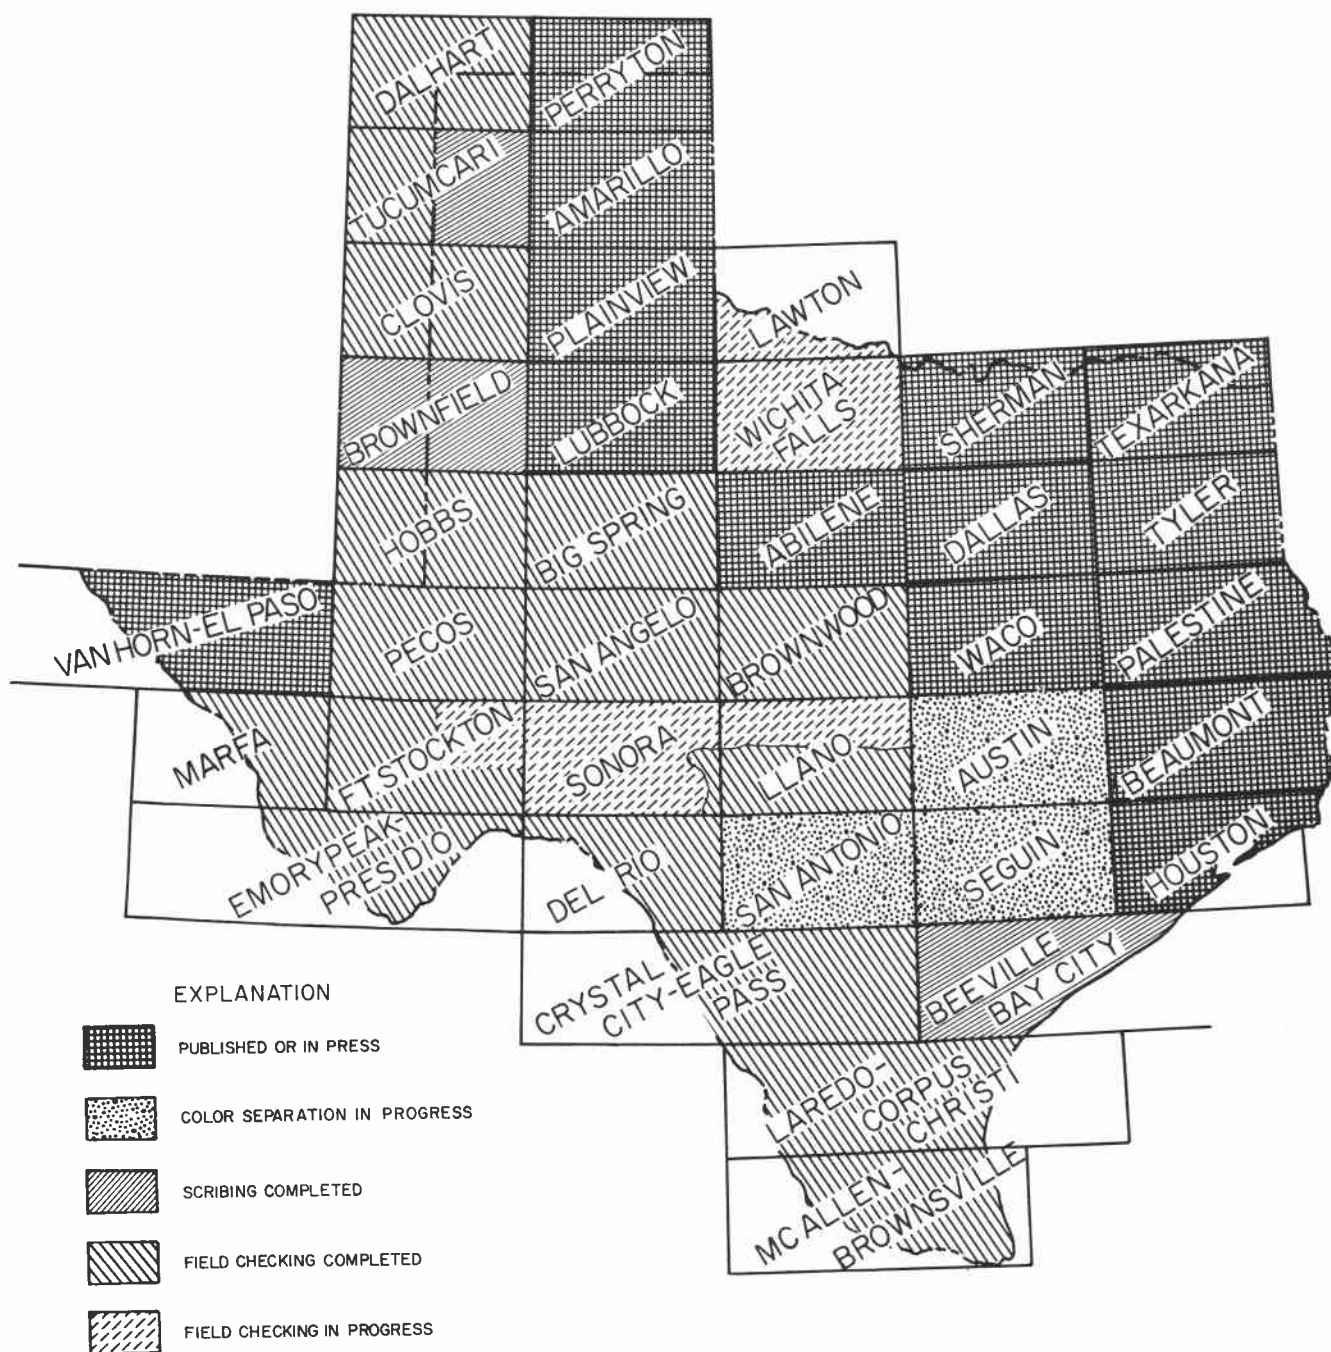 DALHART
PERRYTON
TUCUMCARI
AMARILLO
CLOVIS
PLAINVIEW
LAWTON
BROWNFIELD
LUBBOCK
WICHITA
FALLS
SHERMAN
TEXARKANA
HOBBS
BIG SPRING
ABILENE
DALLAS
TYLER
VAN HORN-EL PASO
PECOS
SAN ANGELO
BROWNWOOD
WACO
PALESTINE
MARFA
FT STOCKTON
SONORA
LLANO
AUSTIN
BEAUMONT
EMORY PEAK-
PRESIDIO
DEL RIO
SAN ANTONIO
SEGUIN
HOUSTON
CRYSTAL
CITY-EAGLE
PASS
BEEVILLE
BAY CITY
LAREDO-
CORPUS
CHRISTI
MC ALLEN-
BROWNSVILLE
EXPLANATION
PUBLISHED OR IN PRESS
COLOR SEPARATION IN PROGRESS
SCRIBING COMPLETED
FIELD CHECKING COMPLETED
FIELD CHECKING IN PROGRESS